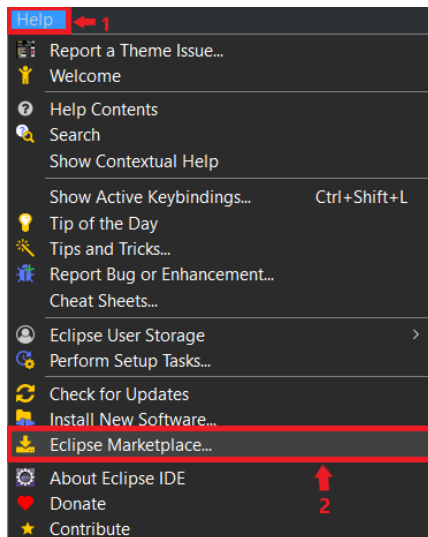 Help 1
Report a Theme Issue...
Welcome
Help Contents
Search
Show Contextual Help
Show Active Keybindings... Ctrl+Shift+L
Tip of the Day
Tips and Tricks...
Report Bug or Enhancement...
Cheat Sheets...
Eclipse User Storage
Perform Setup Tasks...
Check for Updates
Install New Software...
Eclipse Marketplace...
About Eclipse IDE
Donate 2
Contribute